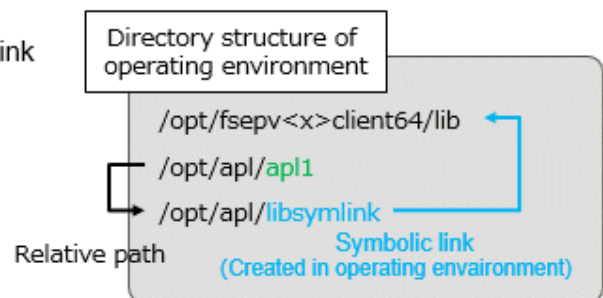 ink
Directory structure of
operating environment
/opt/fsepv<x>client64/lib
/opt/apl/apl1
/opt/apl/libsymlink
Relative path
Symbolic link
(Created in operating envaironment)